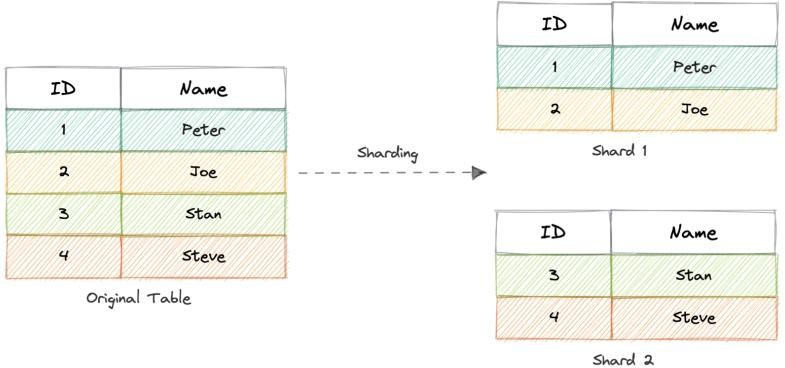 ID Name
1 Peter
2 Joe
3 Stan
4 Steve
Original Table
Sharding
ID Name
1 Peter
2 Joe
Shard 1
ID Name
3 Stan
4 Steve
Shard 2